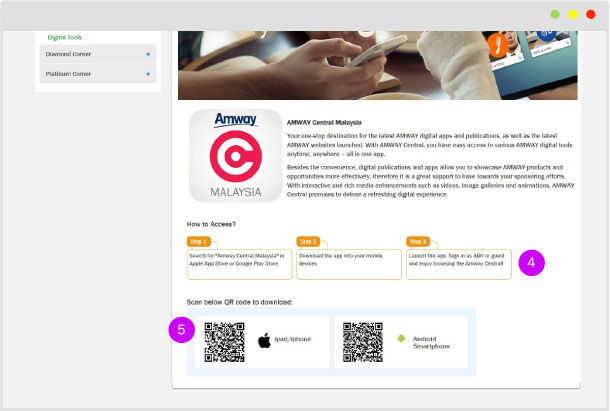 Digital Tools
Diamond Corner +
Platinum Corner +
Amway
MALAYSIA
AMWAY Central Malaysia
Your one-stop destination for the latest AMWAY digital apps and publications, as well as the latest
AMWAY websites launched. With AMWAY Central, you have easy access to various AMWAY digital tools
anytime, anywhere – all in one app.
Besides the convenience, digital publications and apps allow you to showcase AMWAY products and
opportunities more effectively, therefore it is a great support to have towards your sponsoring efforts.
With interactive and rich media enhancements such as videos, image galleries and animations, AMWAY
Central promises to deliver a refreshing digital experience.
How to Access?
Step 1
Search for "Amway Central Malaysia" in
Apple App Store or Google Play Store.
Step 2
Download the app into your mobile
devices.
Step 3
Launch the app. Sign in as ABO or guest
and enjoy browsing the Amway Central!
4
Scan below QR code to download:
5
Ipad/Iphone
Android
Smartphone